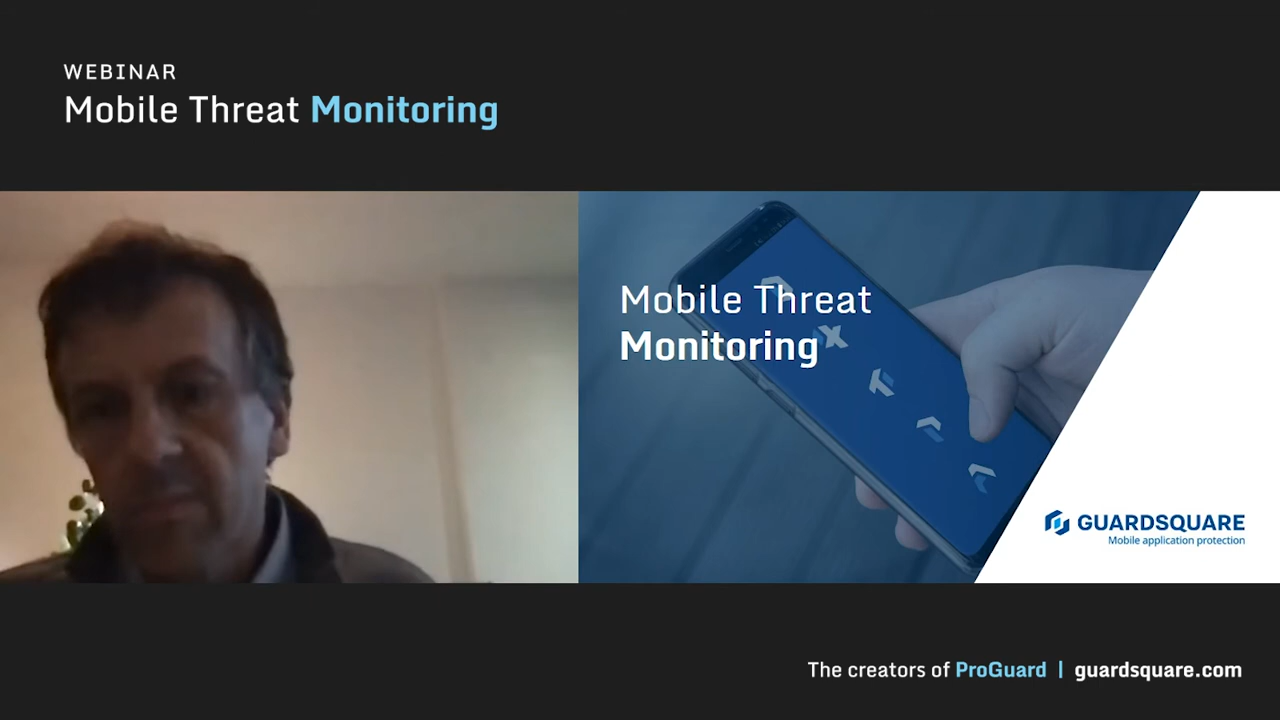 WEBINAR
Mobile Threat Monitoring
Mobile Threat
Monitoring
GUARDSQUARE
Mobile application protection
The creators of ProGuard | guardsquare.com